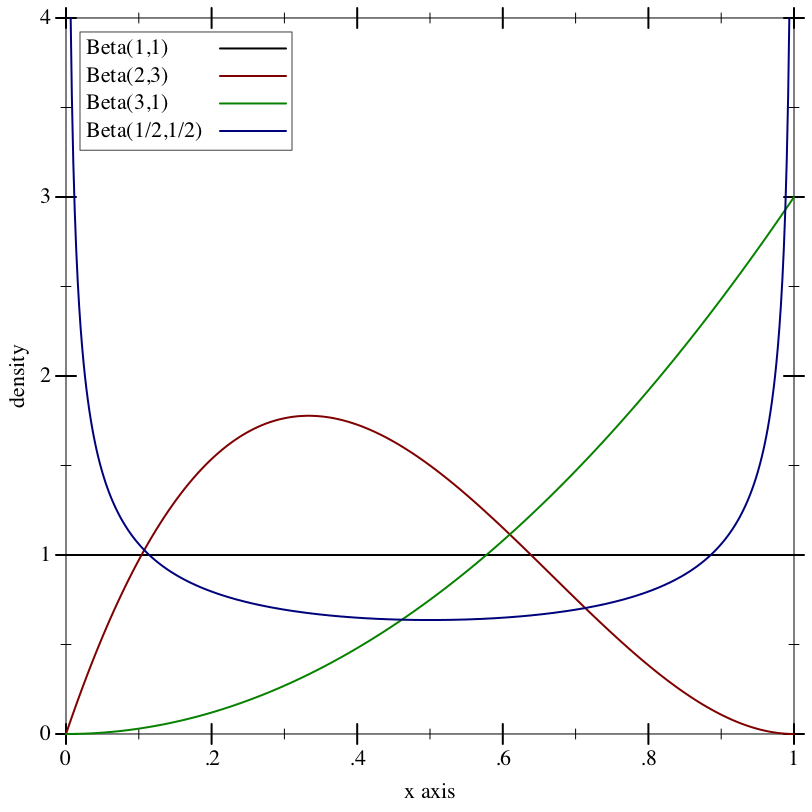 4
Beta(1,1)
Beta(2,3)
Beta(3,1)
Beta(1/2,1/2)
3
2
density
1
0
0 .2 .4 .6 .8 1
x axis